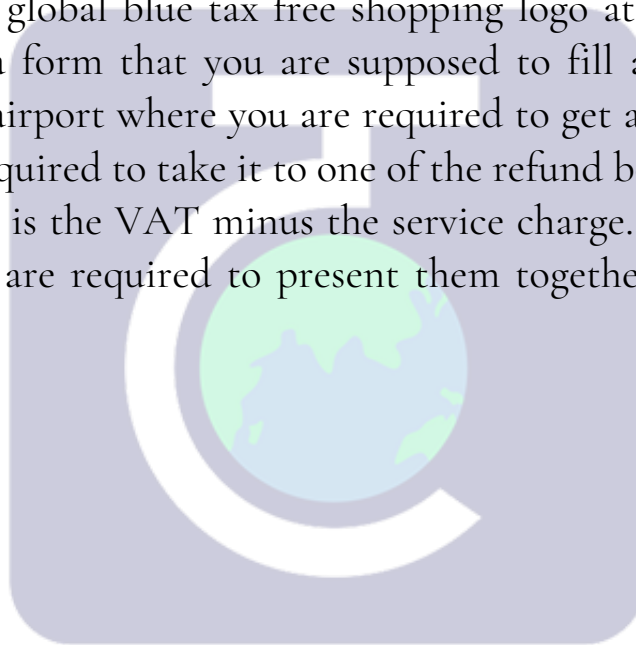 global blue tax free shopping logo at
form that you are supposed to fill
airport where you are required to get a
quired to take it to one of the refund b
is the VAT minus the service charge.
are required to present them togethe